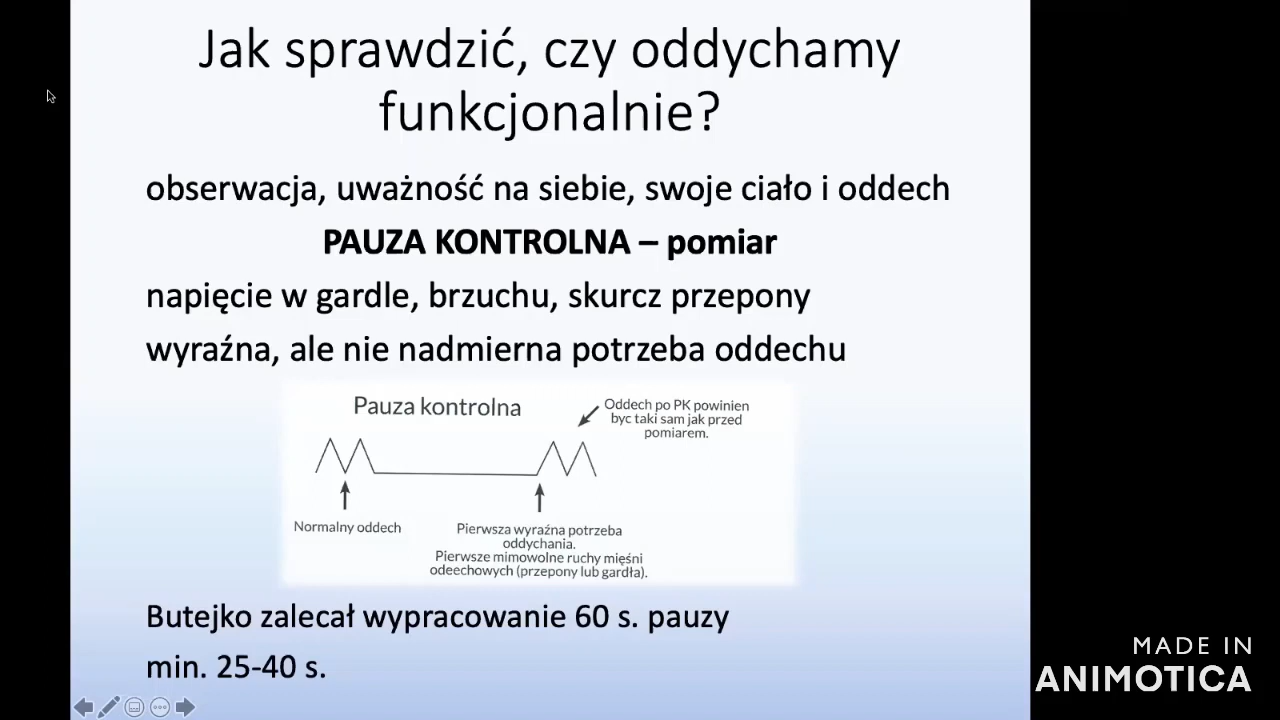 Jak sprawdzić, czy oddychamy
funkcjonalnie?
obserwacja, uważność na siebie, swoje ciało i oddech
PAUZA KONTROLNA – pomiar
napięcie w gardle, brzuchu, skurcz przepony
wyraźna, ale nie nadmierna potrzeba oddechu
Pauza kontrolna
Oddech po PK powinien
byc taki sam jak przed
pomiarem.
Normalny oddech
Pierwsza wyraźna potrzeba
oddychania.
Pierwsze mimowolne ruchy mięśni
odeechowych (przepony lub gardła).
Butejko zalecał wypracowanie 60 s. pauzy
min. 25-40 s.
MADE IN
ANIMOTICA